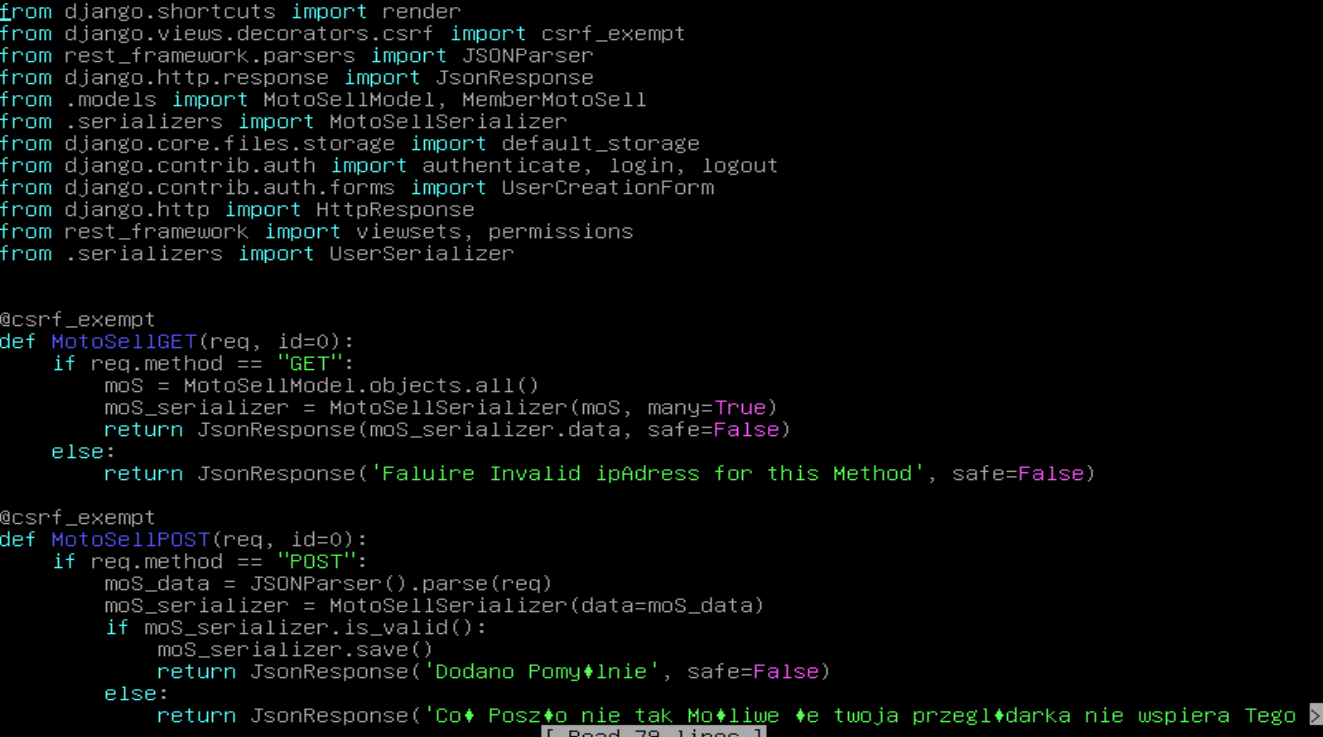 from django.shortcuts import render
from django.views.decorators.csrf import csrf_exempt
from rest_framework.parsers import JSONParser
from django.http.response import JsonResponse
from .models import MotoSellModel, MemberMotoSell
from .serializers import MotoSellSerializer
from django.core.files.storage import default_storage
from django.contrib.auth import authenticate, login, logout
from django.contrib.auth.forms import UserCreationForm
from django.http import HttpResponse
from rest_framework import viewsets, permissions
from .serializers import UserSerializer
@csrf_exempt
def MotoSellGET(req, id=0):
    if req.method == "GET":
        moS = MotoSellModel.objects.all()
        moS_serializer = MotoSellSerializer(moS, many=True)
        return JsonResponse(moS_serializer.data, safe=False)
    else:
        return JsonResponse('Faluire Invalid ipAdress for this Method', safe=False)
@csrf_exempt
def MotoSellPOST(req, id=0):
    if req.method == "POST":
        moS_data = JSONParser().parse(req)
        moS_serializer = MotoSellSerializer(data=moS_data)
        if moS_serializer.is_valid():
            moS_serializer.save()
            return JsonResponse('Dodano Pomy♦lnie', safe=False)
        else:
            return JsonResponse('Co♦ Posz♦o nie tak Mo♦liwe ♦e twoja przegl♦darka nie wspiera Tego >
[ Read 79 lines ]